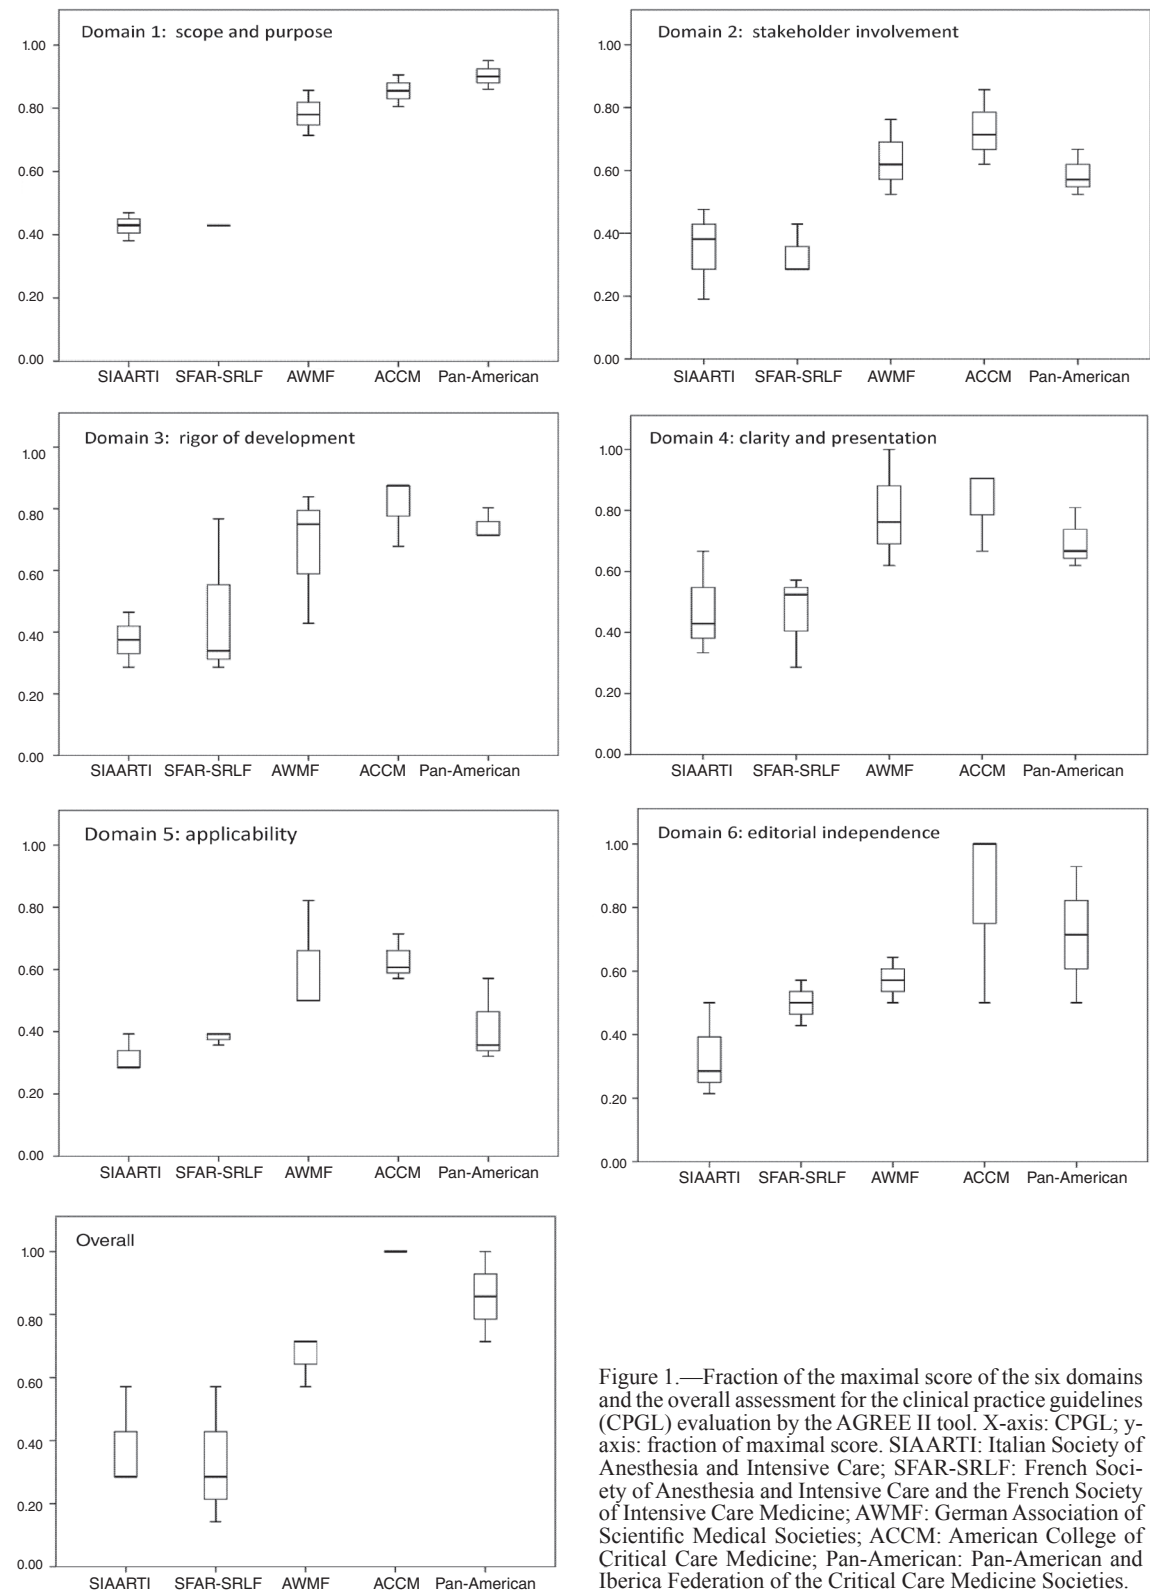 Domain 1: scope and purpose
1.00
0.80
0.60
0.40
0.20
0.00
SIAARTI SFAR-SRLF AWMF ACCM Pan-American
Domain 2: stakeholder involvement
1.00
0.80
0.60
0.40
0.20
0.00
SIAARTI SFAR-SRLF AWMF ACCM Pan-American
Domain 3: rigor of development
1.00
0.80
0.60
0.40
0.20
0.00
SIAARTI SFAR-SRLF AWMF ACCM Pan-American
Domain 4: clarity and presentation
1.00
0.80
0.60
0.40
0.20
0.00
SIAARTI SFAR-SRLF AWMF ACCM Pan-American
Domain 5: applicability
1.00
0.80
0.60
0.40
0.20
0.00
SIAARTI SFAR-SRLF AWMF ACCM Pan-American
Domain 6: editorial independence
1.00
0.80
0.60
0.40
0.20
0.00
SIAARTI SFAR-SRLF AWMF ACCM Pan-American
Overall
1.00
0.80
0.60
0.40
0.20
0.00
SIAARTI SFAR-SRLF AWMF ACCM Pan-American
Figure 1.—Fraction of the maximal score of the six domains
and the overall assessment for the clinical practice guidelines
(CPGL) evaluation by the AGREE II tool. X-axis: CPGL; y-
axis: fraction of maximal score. SIAARTI: Italian Society of
Anesthesia and Intensive Care; SFAR-SRLF: French Soci-
ety of Anesthesia and Intensive Care and the French Society
of Intensive Care Medicine; AWMF: German Association of
Scientific Medical Societies; ACCM: American College of
Critical Care Medicine; Pan-American: Pan-American and
Iberica Federation of the Critical Care Medicine Societies.